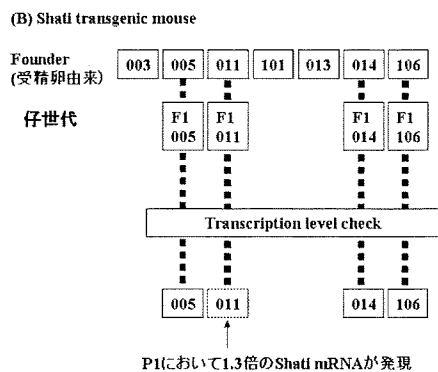 (B) Shati transgenic mouse
Founder
(受精卵由来)
003 005 011 101 013 014 106
仔世代
F1 F1 F1 F1
005 011 014 106
Transcription level check
005 011 014 106
P1において1.3倍のShati mRNAが発現